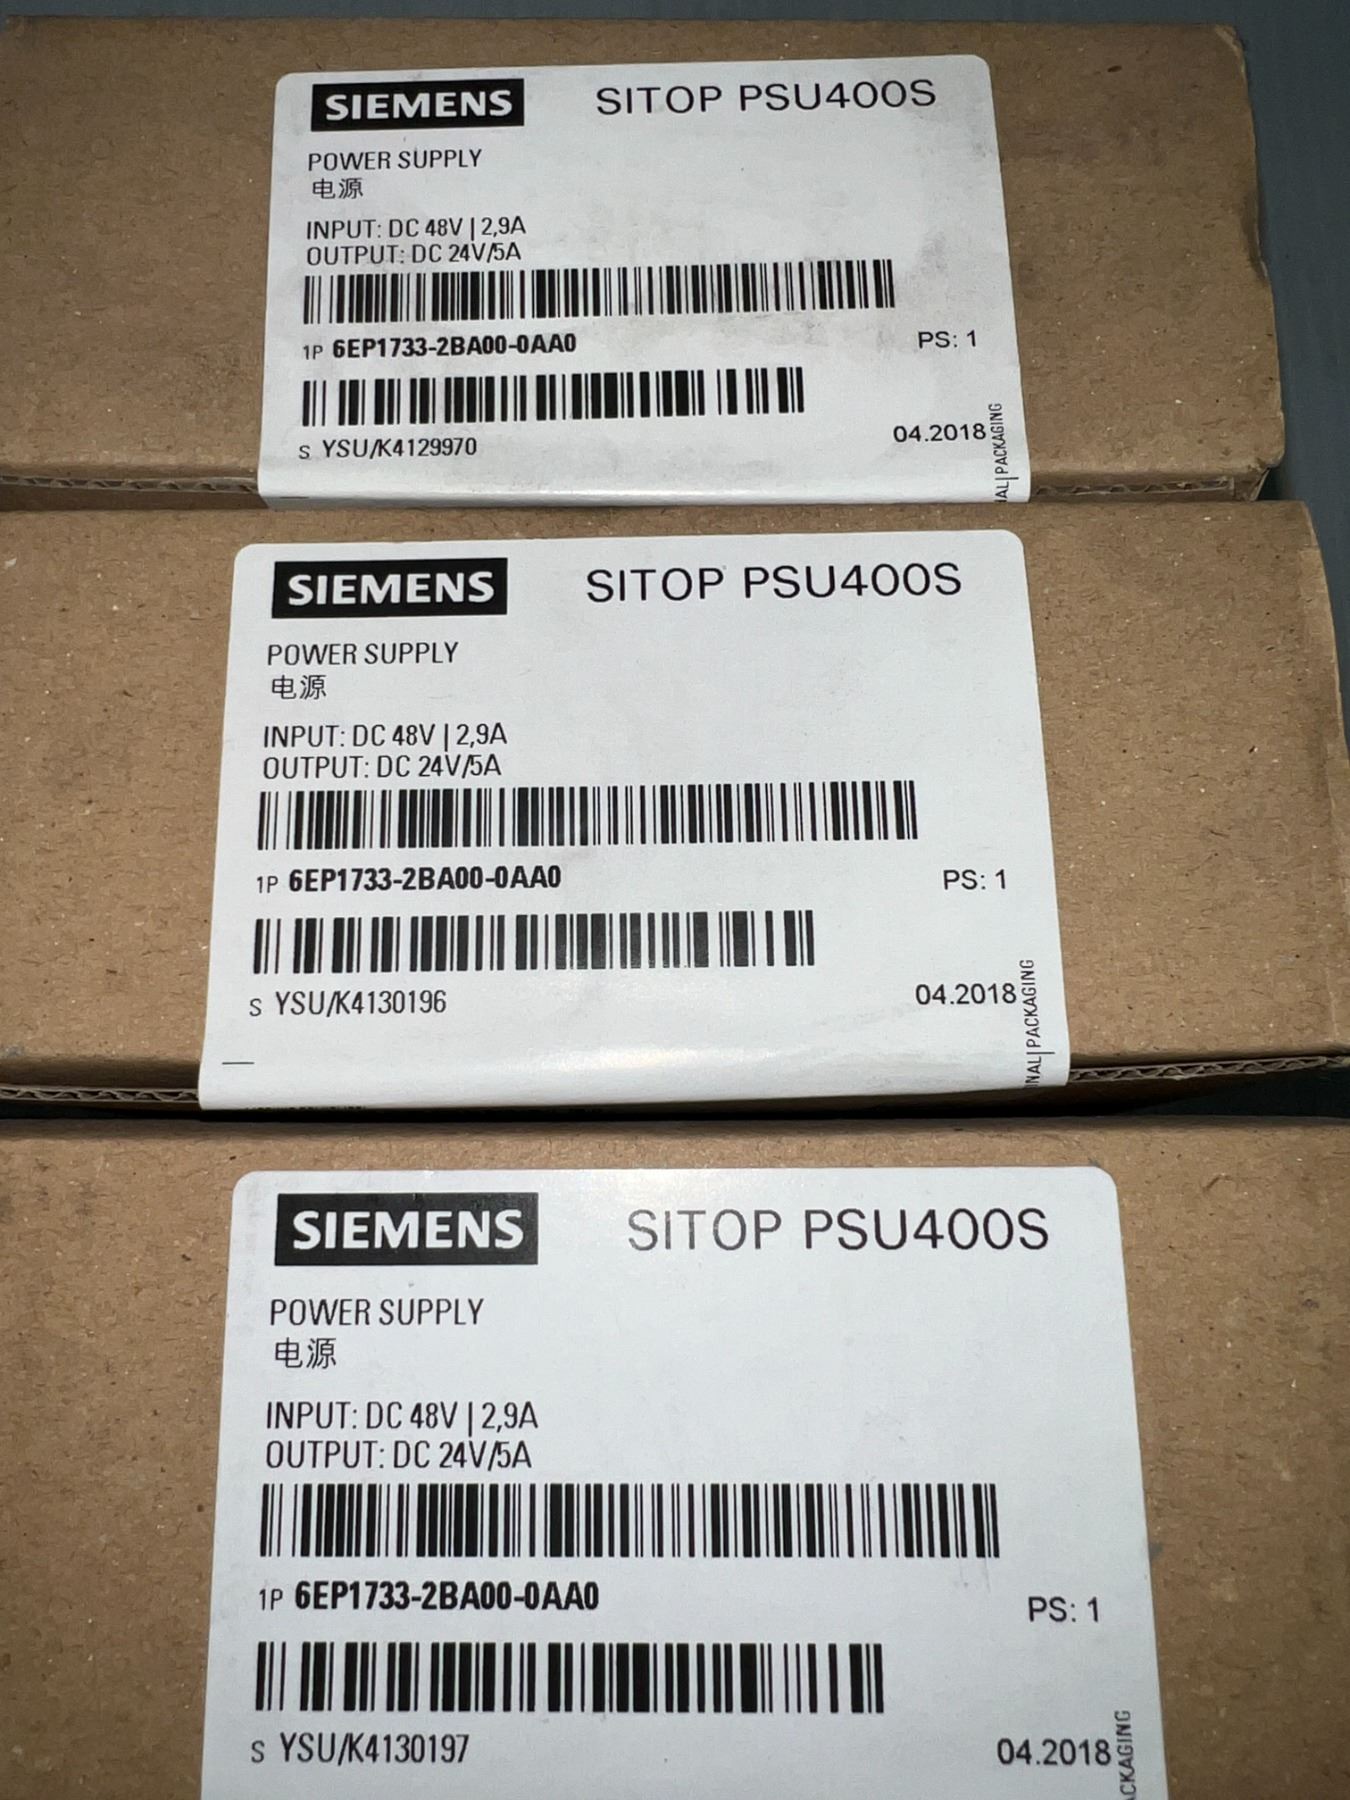 SIEMENS SITOP PSU400S
POWER SUPPLY
电源
INPUT: DC 48V | 2,9A
OUTPUT: DC 24V/5A
1P 6EP1733-2BA00-0AA0 PS: 1
S YSU/K4129970 04.2018
PACKAGING
SIEMENS SITOP PSU400S
POWER SUPPLY
电源
INPUT: DC 48V | 2,9A
OUTPUT: DC 24V/5A
1P 6EP1733-2BA00-0AA0 PS: 1
S YSU/K4130196 04.2018
PACKAGING
SIEMENS SITOP PSU400S
POWER SUPPLY
电源
INPUT: DC 48V | 2,9A
OUTPUT: DC 24V/5A
1P 6EP1733-2BA00-0AA0 PS: 1
S YSU/K4130197 04.2018